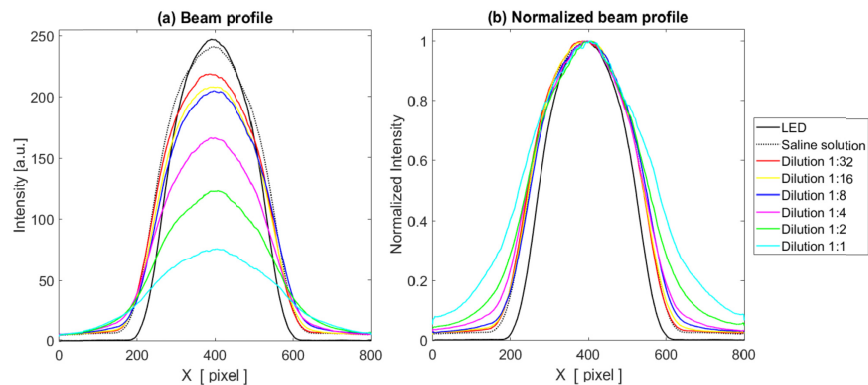 (a) Beam profile
250
200
150
100
50
0
Intensity [a.u.]
0 200 400 600 800
X [ pixel]
(b) Normalized beam profile
1
0.8
0.6
0.4
0.2
0
Normalized Intensity
0 200 400 600 800
X [ pixel]
LED
Saline solution
Dilution 1:32
Dilution 1:16
Dilution 1:8
Dilution 1:4
Dilution 1:2
Dilution 1:1